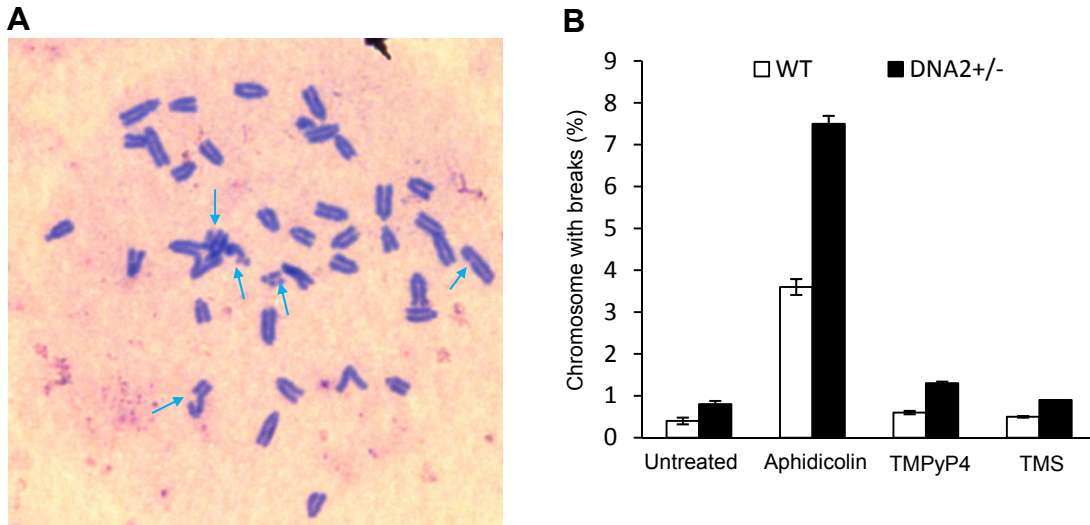 A
B
WT DNA2+/-
Chromosome with breaks (%)
9
8
7
6
5
4
3
2
1
0
Untreated Aphidicolin TMPyP4 TMS